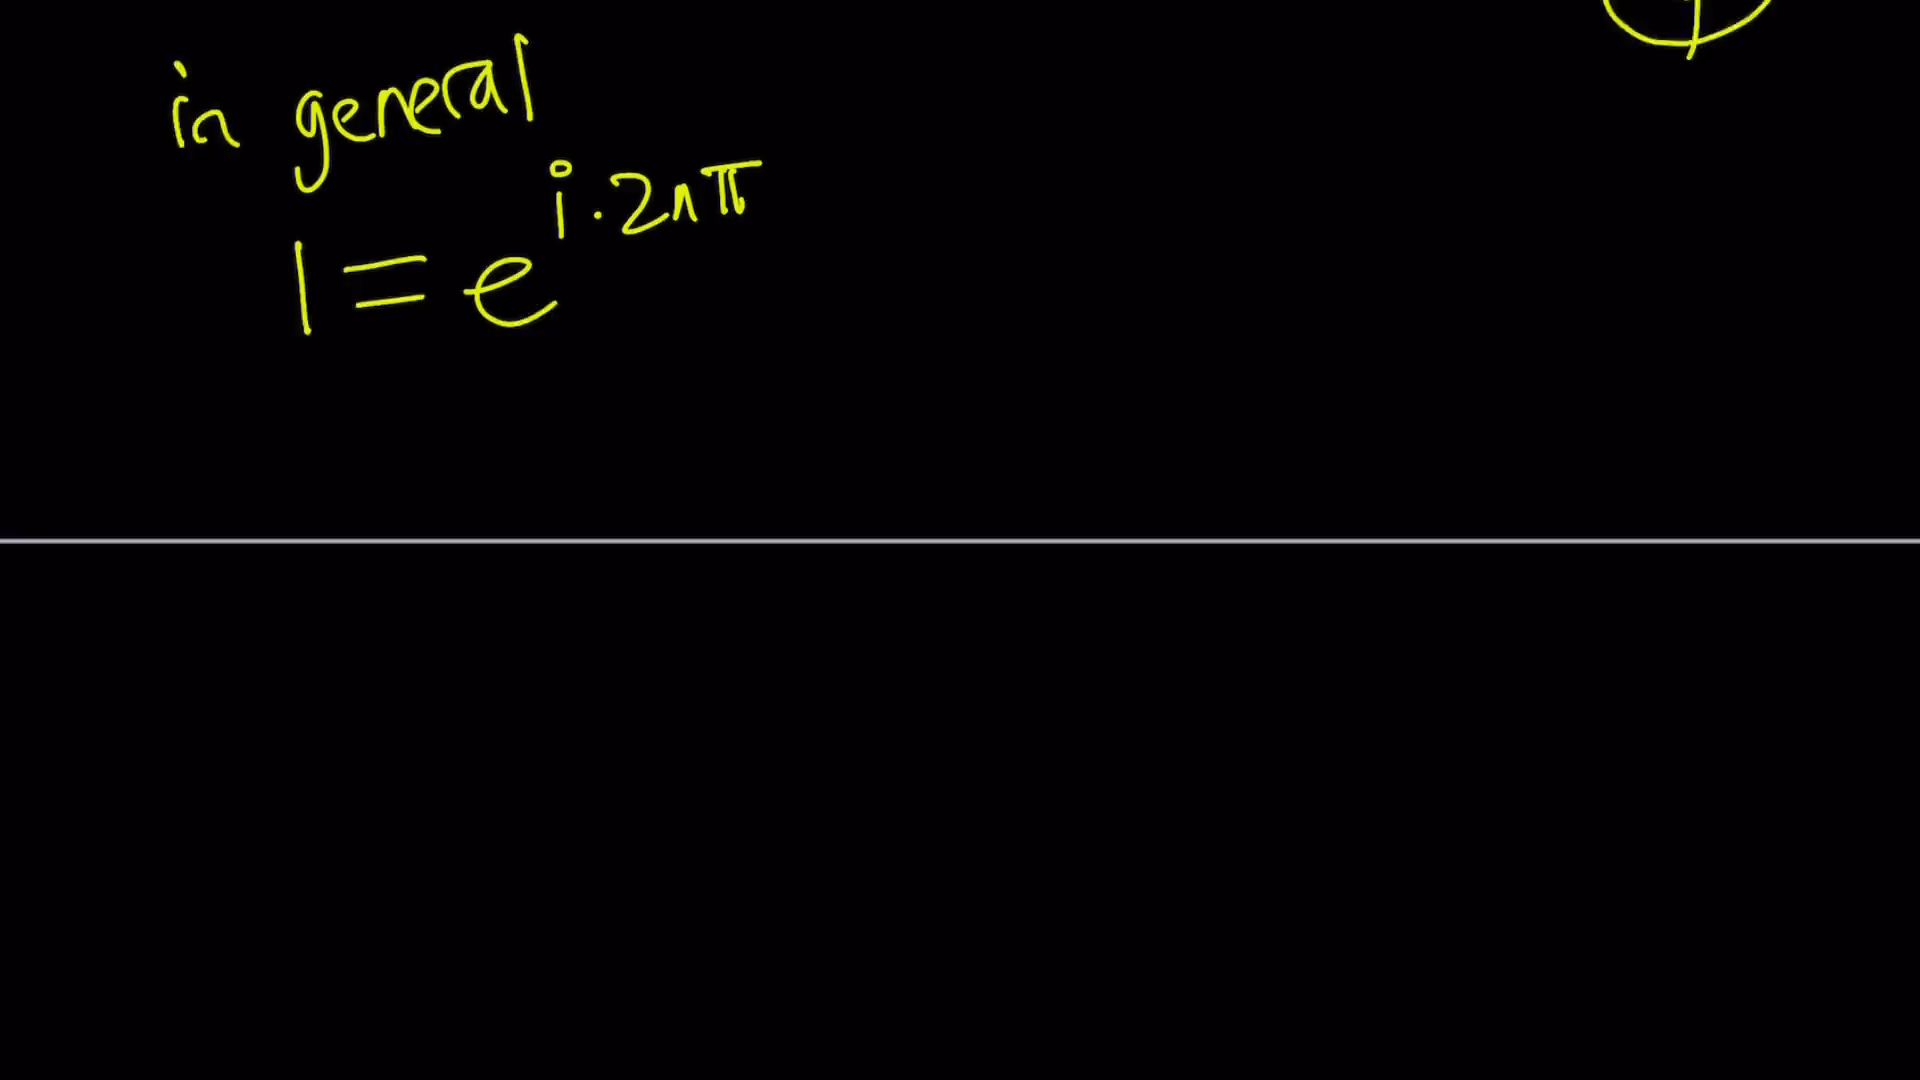 in general
1 = e^{i·2nπ}